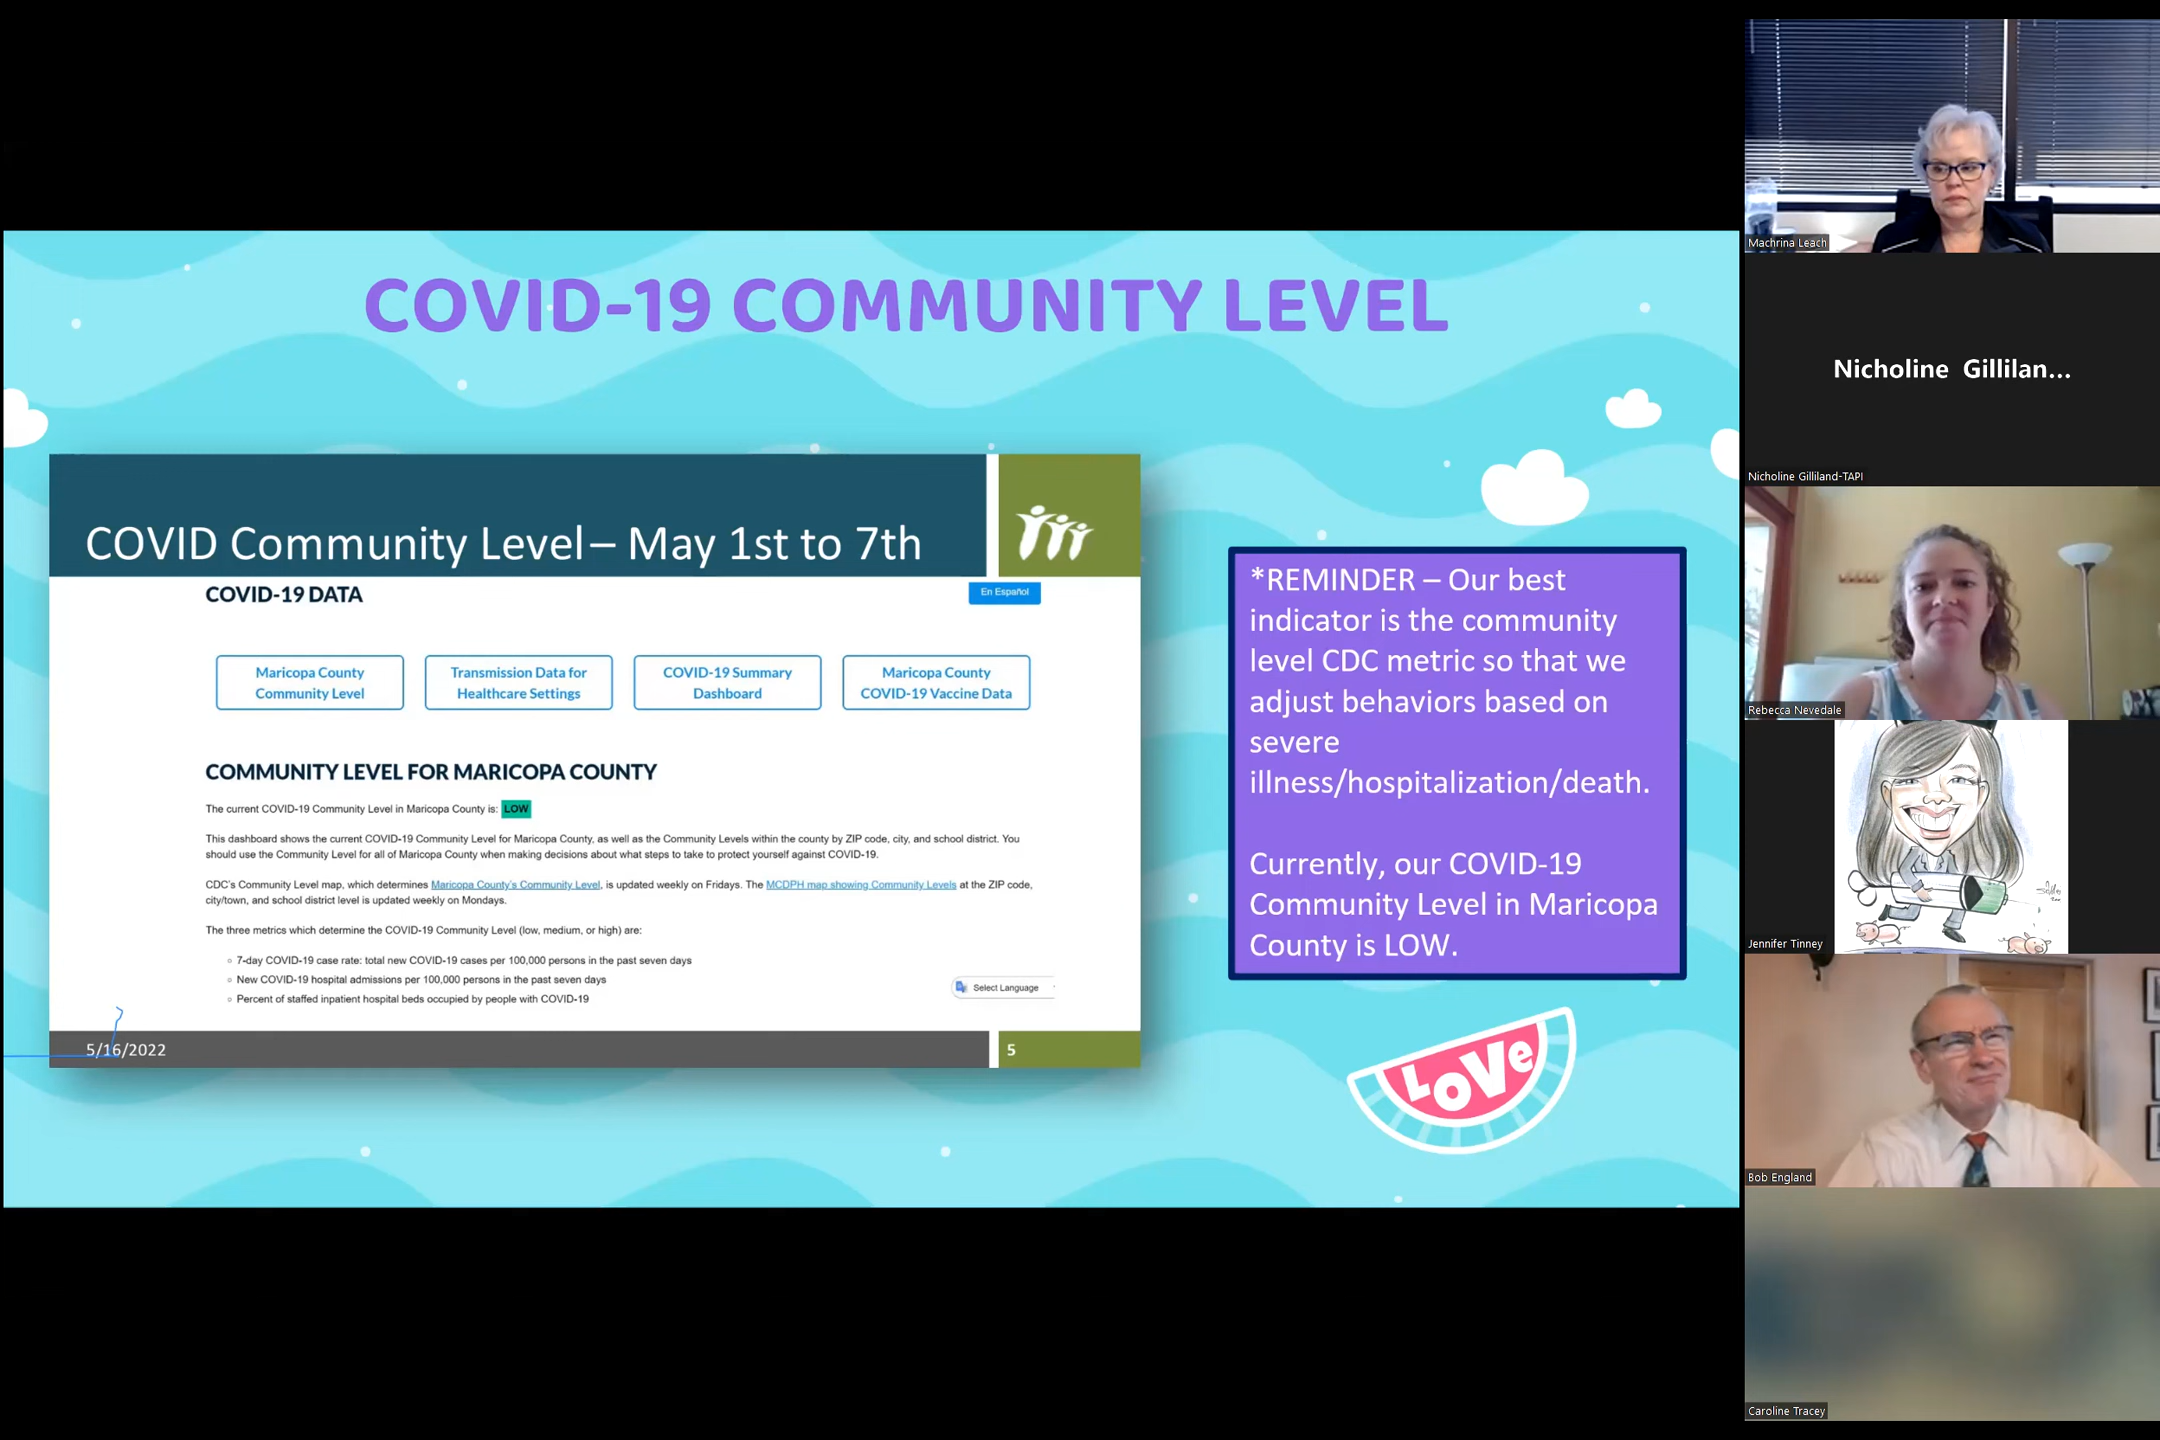 COVID-19 COMMUNITY LEVEL
COVID Community Level – May 1st to 7th
COVID-19 DATA
En Español
Maricopa County
Community Level
Transmission Data for
Healthcare Settings
COVID-19 Summary
Dashboard
Maricopa County
COVID-19 Vaccine Data
COMMUNITY LEVEL FOR MARICOPA COUNTY
The current COVID-19 Community Level in Maricopa County is: LOW
This dashboard shows the current COVID-19 Community Level for Maricopa County, as well as the Community Levels within the county by ZIP code, city, and school district. You
should use the Community Level for all of Maricopa County when making decisions about what steps to take to protect yourself against COVID-19.
CDC's Community Level map, which determines Maricopa County's Community Level, is updated weekly on Fridays. The MCDPH map showing Community Levels at the ZIP code,
city/town, and school district level is updated weekly on Mondays.
The three metrics which determine the COVID-19 Community Level (low, medium, or high) are:
7-day COVID-19 case rate: total new COVID-19 cases per 100,000 persons in the past seven days
New COVID-19 hospital admissions per 100,000 persons in the past seven days
Percent of staffed inpatient hospital beds occupied by people with COVID-19
Select Language
5/16/2022
5
*REMINDER – Our best
indicator is the community
level CDC metric so that we
adjust behaviors based on
severe
illness/hospitalization/death.
Currently, our COVID-19
Community Level in Maricopa
County is LOW.
LOVe
Machrina Leach
Nicholine Gillilan...
Nicholine Gilliland-TAPI
Rebecca Nevedale
Jennifer Tinney
Bob England
Caroline Tracey